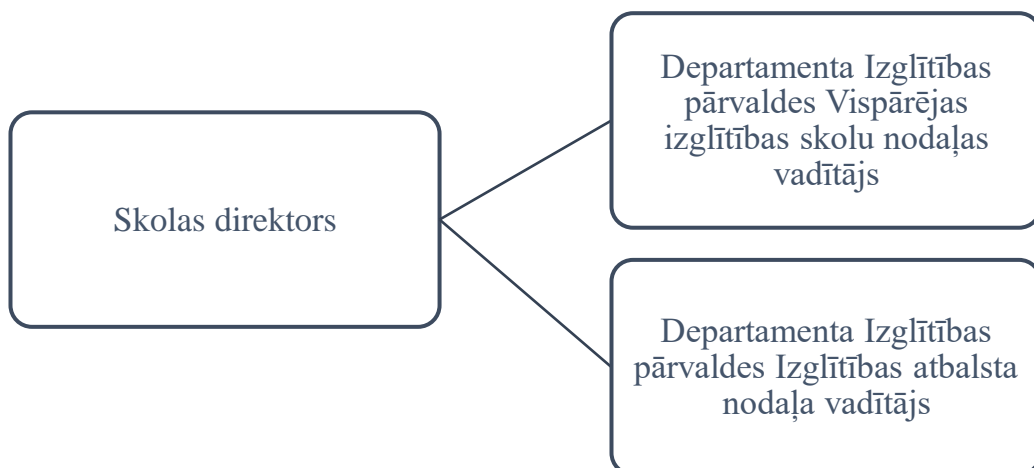 Skolas direktors
Departamenta Izglītības
pārvaldes Vispārējas
izglītības skolu nodaļas
vadītājs
Departamenta Izglītības
pārvaldes Izglītības atbalsta
nodaļa vadītājs